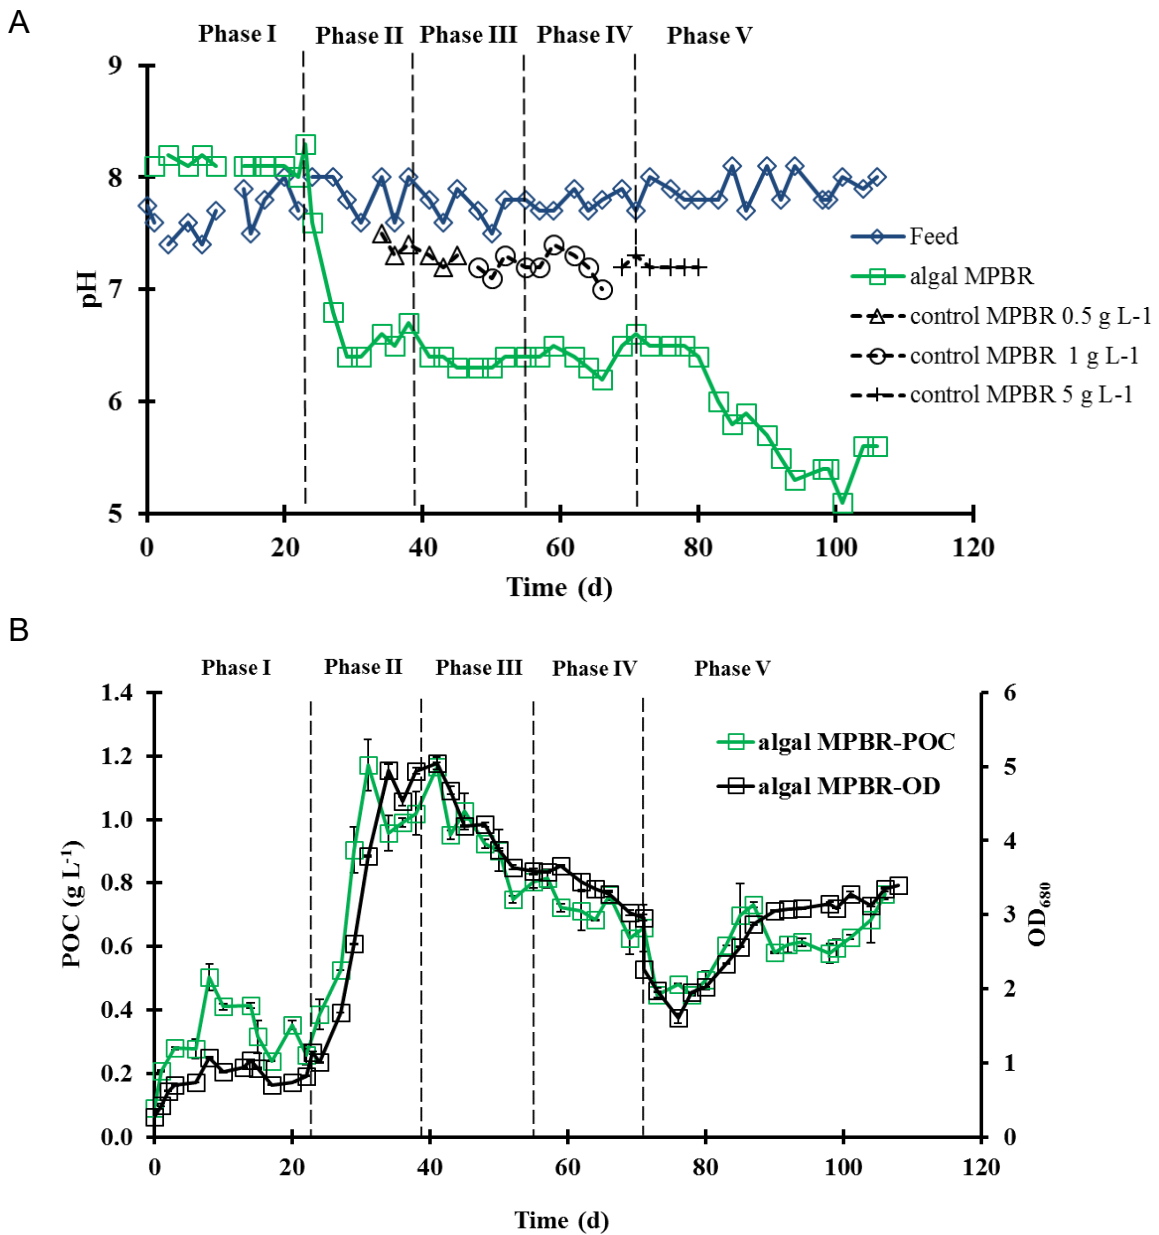 A
Phase I Phase II Phase III Phase IV Phase V
9
8
7
6
5
pH
0 20 40 60 80 100 120
Time (d)
Feed
algal MPBR
control MPBR 0.5 g L-1
control MPBR 1 g L-1
control MPBR 5 g L-1
B
Phase I Phase II Phase III Phase IV Phase V
1.4
1.2
1.0
0.8
0.6
0.4
0.2
0.0
POC (g L-1)
6
5
4
3
2
1
0
OD680
algal MPBR-POC
algal MPBR-OD
0 20 40 60 80 100 120
Time (d)